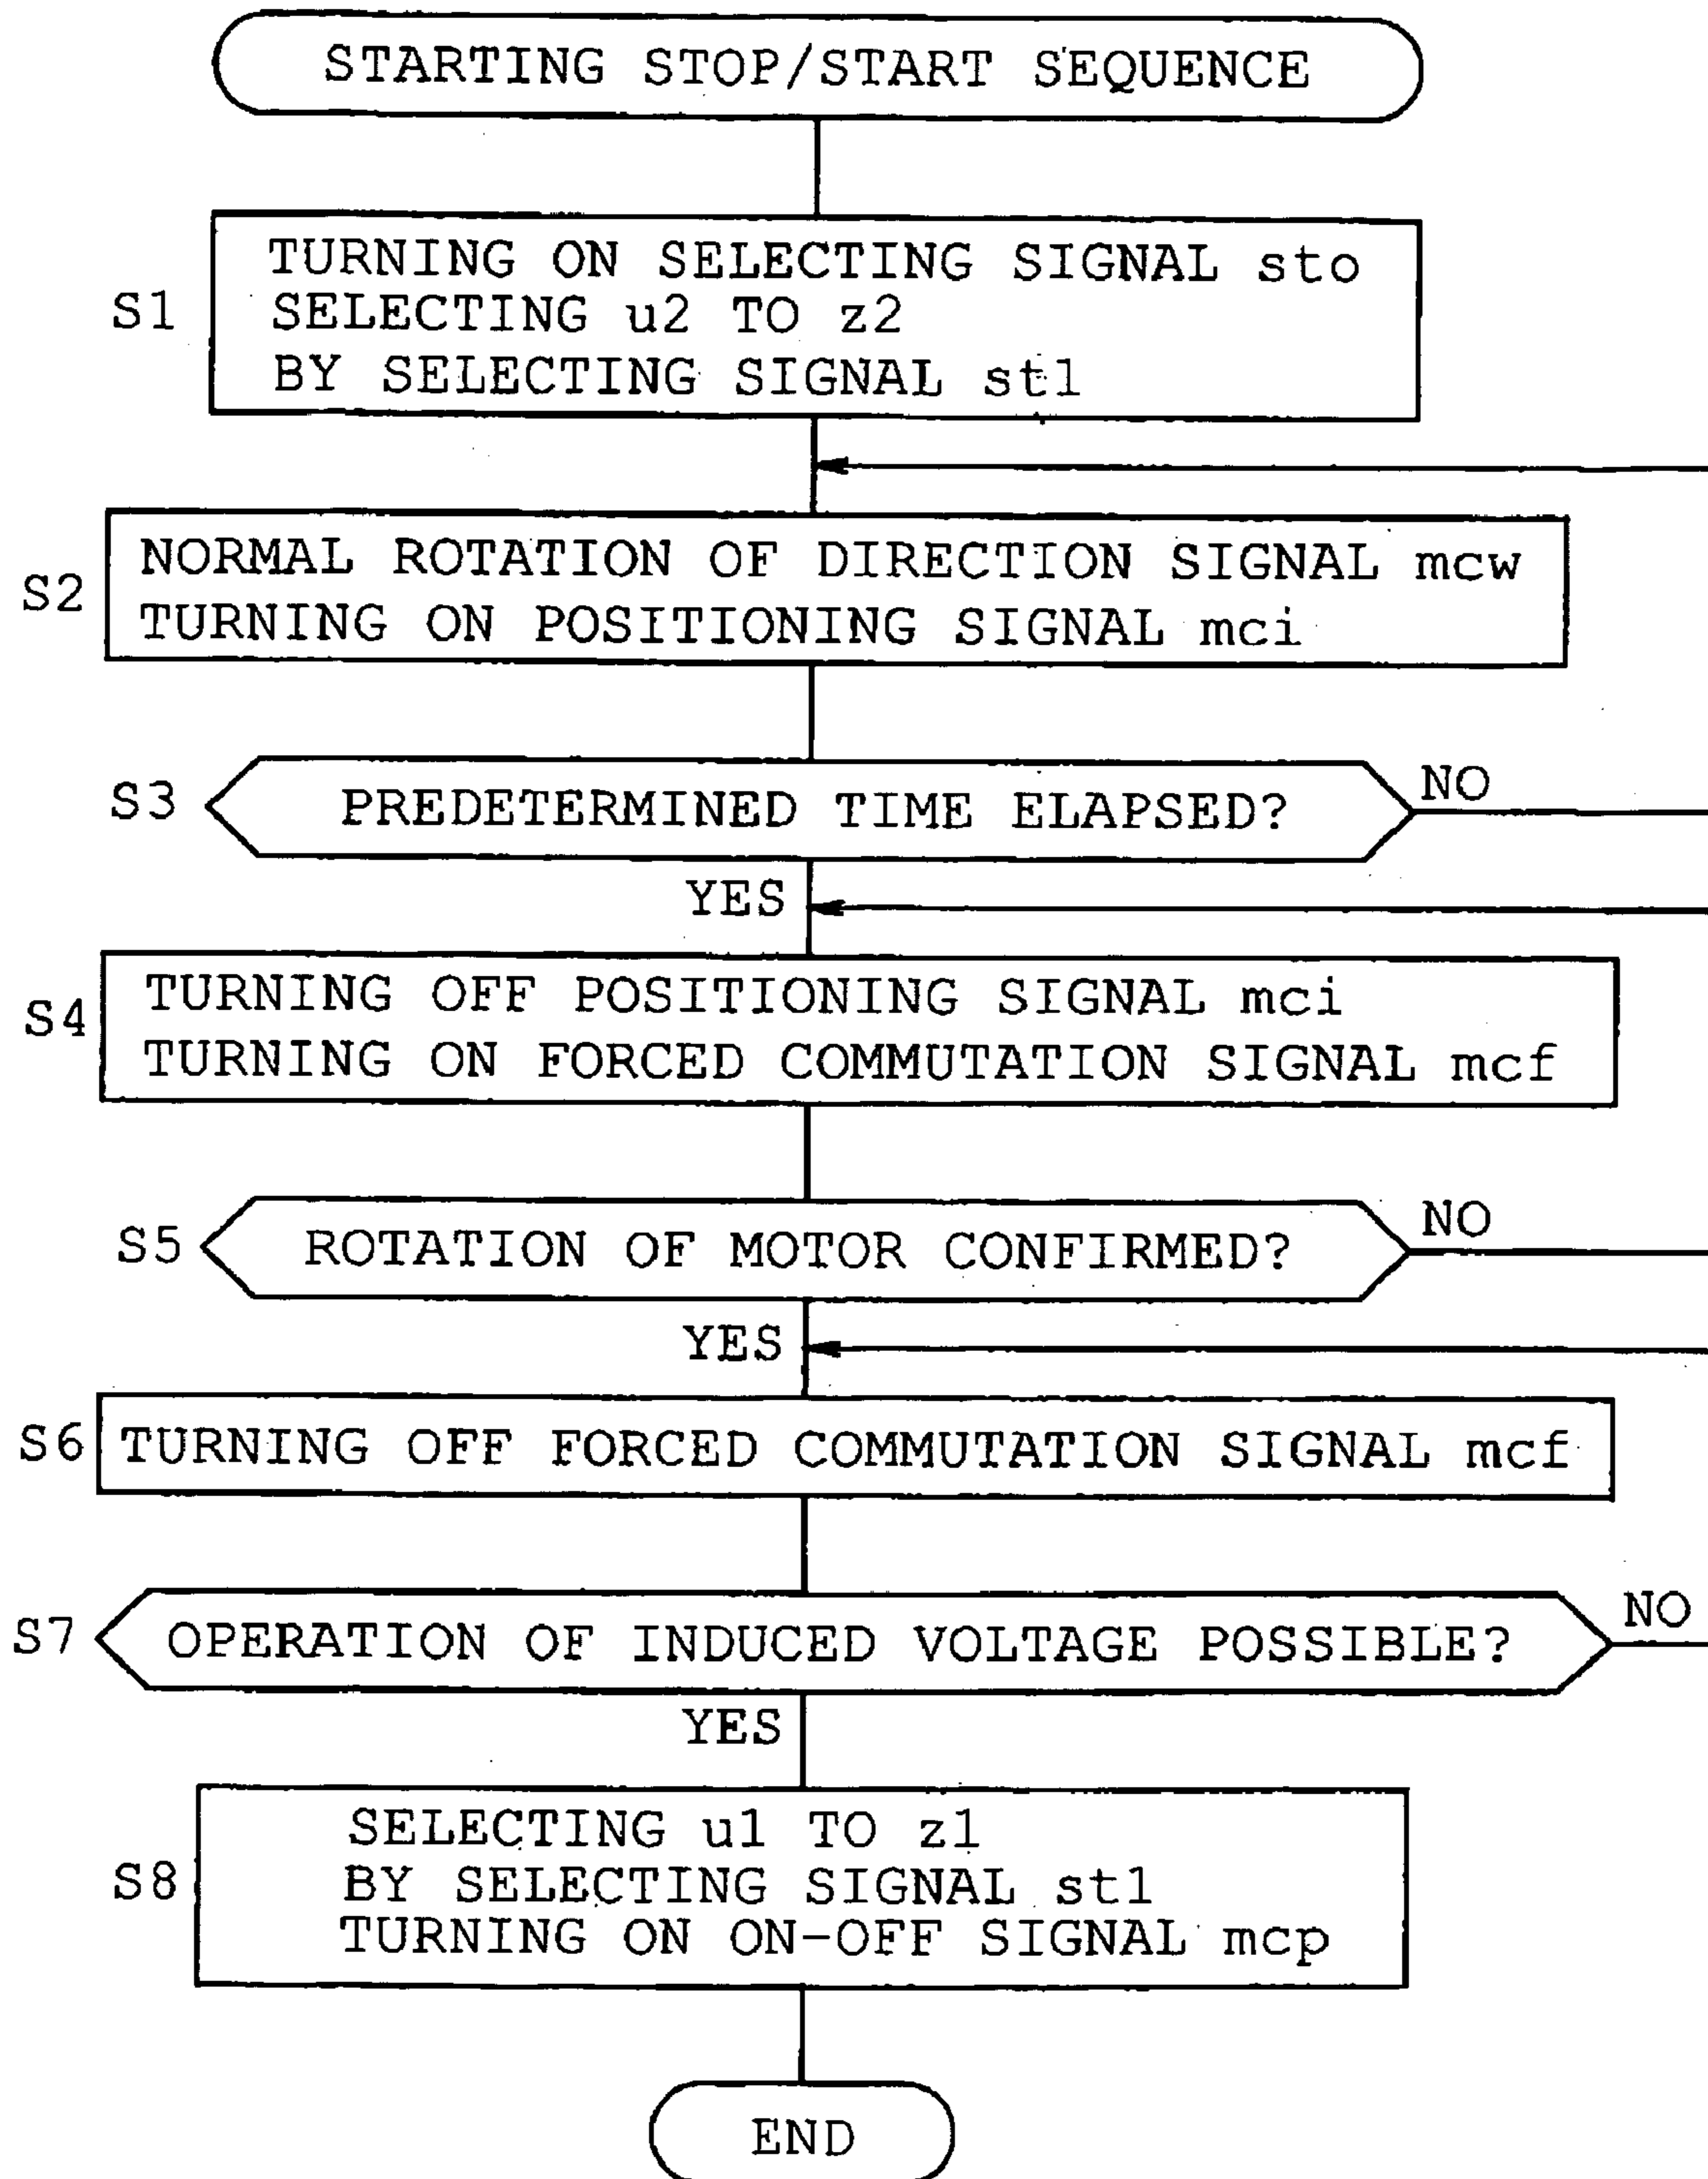 STARTING STOP/START SEQUENCE
S1
TURNING ON SELECTING SIGNAL sto
SELECTING u2 TO z2
BY SELECTING SIGNAL st1
S2
NORMAL ROTATION OF DIRECTION SIGNAL mcw
TURNING ON POSITIONING SIGNAL mci
S3
PREDETERMINED TIME ELAPSED?
NO
YES
S4
TURNING OFF POSITIONING SIGNAL mci
TURNING ON FORCED COMMUTATION SIGNAL mcf
S5
ROTATION OF MOTOR CONFIRMED?
NO
YES
S6
TURNING OFF FORCED COMMUTATION SIGNAL mcf
S7
OPERATION OF INDUCED VOLTAGE POSSIBLE?
NO
YES
S8
SELECTING u1 TO z1
BY SELECTING SIGNAL st1
TURNING ON ON-OFF SIGNAL mcp
END